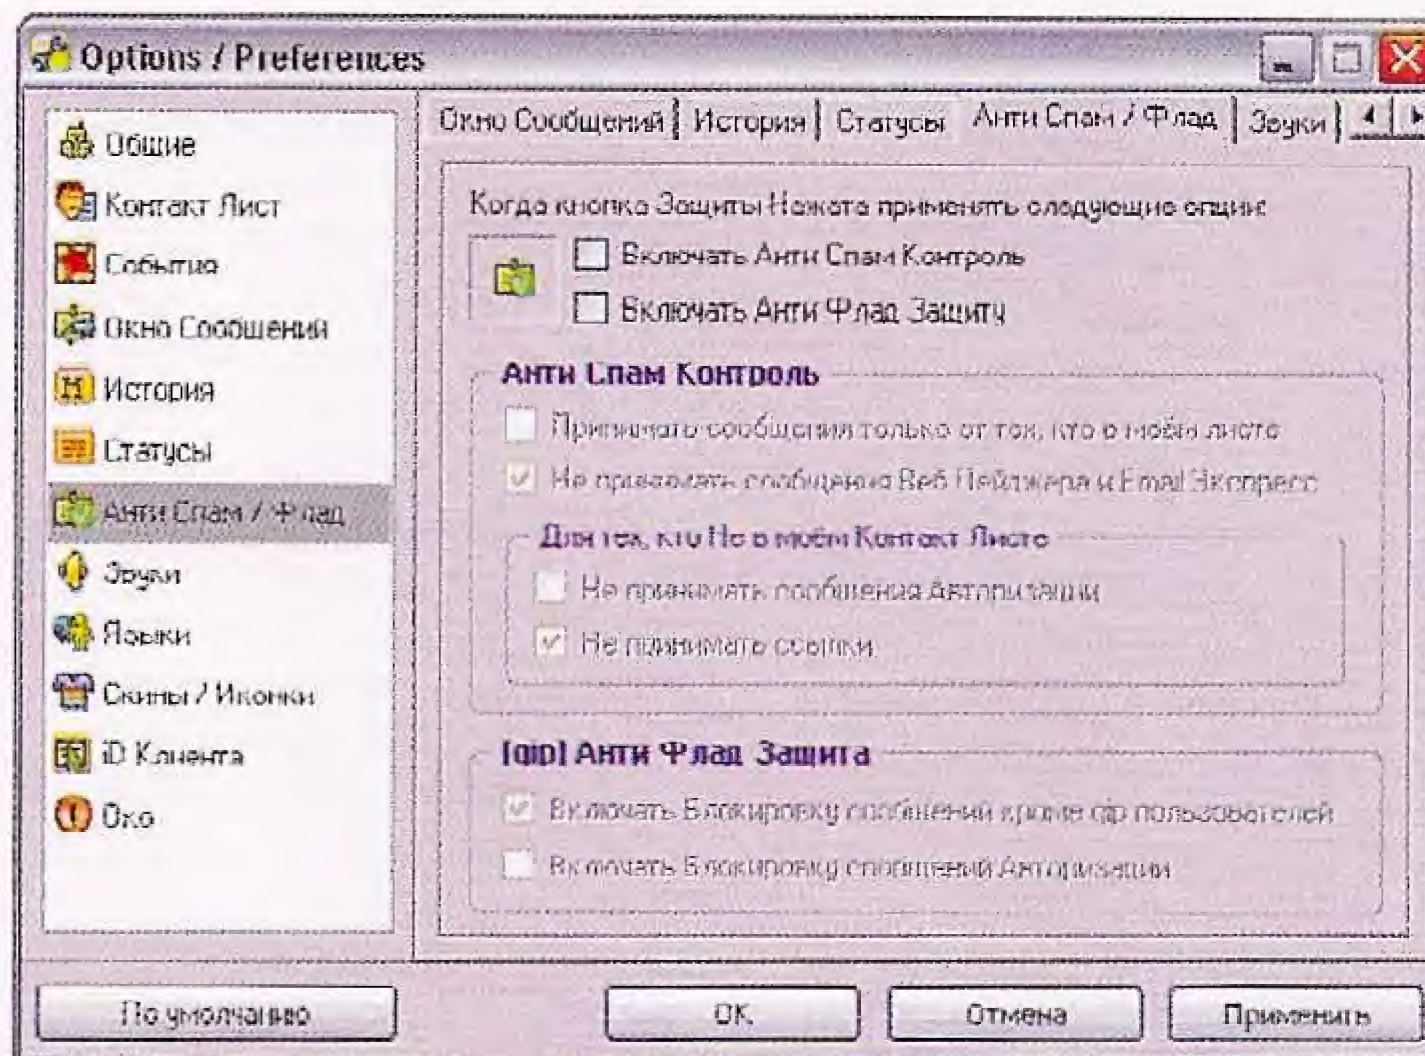 Options / Preferences
Общие
Контакт Лист
События
Окно Сообщений
История
Статусы
Анти Спам / Флад
Звуки
Языки
Скины / Иконки
iD Клиента
Эхо
Окно Сообщений
История
Статусы
Анти Спам / Флад
Звуки
Когда кнопка Защиты Нажата применять следующие опции:
Включать Анти Спам Контроль
Включать Анти Флад Защиту
Анти Спам Контроль
Принимать сообщения только от тех, кто в моём листе
Не принимать сообщения Веб Пейджера и Email Экспресс
Для тех, кто Не в моём Контакт Листе
Не принимать сообщения Авторизации
Не принимать ссылки
[qip] Анти Флад Защита
Включать Блокировку сообщений кроме qip пользователей
Включать Блокировку сообщений Авторизации
По умолчанию
OK
Отмена
Применить